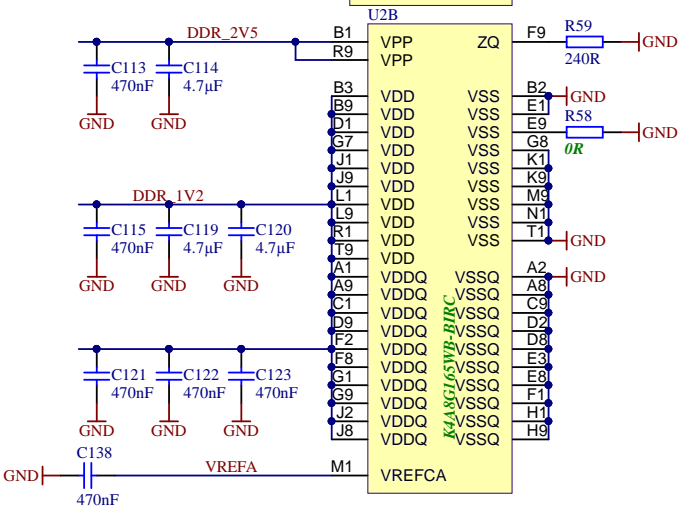 U2B
DDR_2V5 B1 VPP ZQ F9 R59 GND
R9 VPP 240R
C113 470nF C114 4.7µF
GND GND
B3 VDD VSS B2 GND
B9 VDD VSS E1 R58
D1 VDD VSS E9 GND
G7 VDD VSS G8 0R
J1 VDD VSS K1
J9 VDD VSS K9
DDR_1V2 L1 VDD VSS M9
L9 VDD VSS N1
R1 VDD VSS T1 GND
T9 VDD
C115 470nF C119 4.7µF C120 4.7µF
GND GND GND
A1 VDDQ VSSQ A2 GND
A9 VDDQ VSSQ A8
C1 VDDQ VSSQ C9
D9 VDDQ VSSQ D2
F2 VDDQ VSSQ D8
F8 VDDQ VSSQ E3
G1 VDDQ VSSQ E8
G9 VDDQ VSSQ F1
J2 VDDQ VSSQ H1
J8 VDDQ VSSQ H9
K4A8G165WB-BIRC
C121 470nF C122 470nF C123 470nF
GND GND GND
C138
GND VREFA M1 VREFCA
470nF